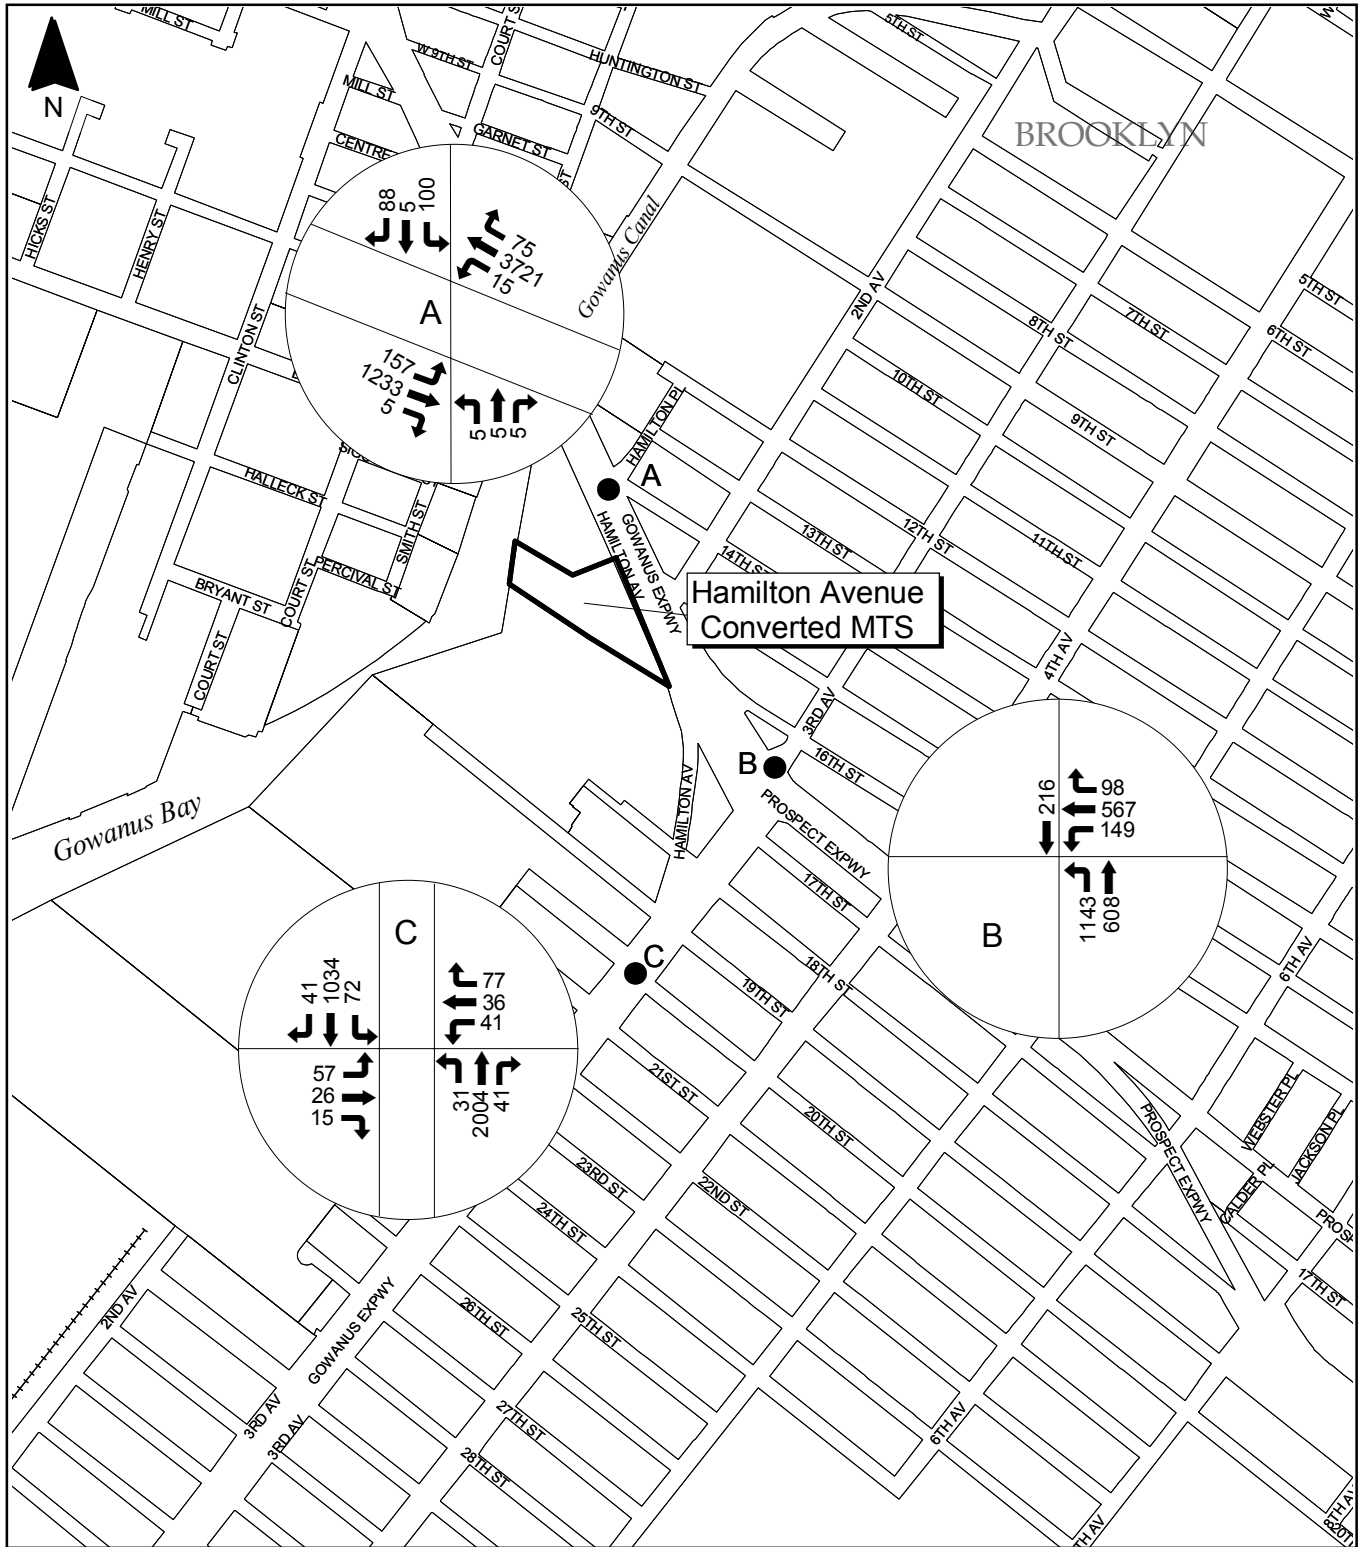 MILL ST
COURT S
W 9TH ST
HUNTINGTON ST
5TH ST
N
MILL ST
9TH ST
GARNET ST
CENTRE
BROOKLYN
HICKS ST
HENRY ST
CLINTON ST
Gowanus Canal
88
5
100
75
3721
15
A
157
1233
5
5
5
5
2ND AV
5TH ST
6TH ST
7TH ST
8TH ST
9TH ST
10TH ST
11TH ST
12TH ST
13TH ST
14TH S
HAMILTON PL
A
HALLECK ST
SMITH ST
PERCIVAL ST
COURT ST
BRYANT ST
COURT ST
HAMILTON AV
GOWANUS EXPWY
Hamilton Avenue
Converted MTS
4TH AV
3RD AV
B
16TH ST
HAMILTON AV
PROSPECT EXPWY
Gowanus Bay
216
98
567
149
1143
608
B
17TH ST
18TH ST
19TH ST
6TH AV
C
C
41
1034
72
77
36
41
57
26
15
31
2004
41
21ST ST
20TH ST
22ND ST
23RD ST
24TH ST
WEBSTER PL
JACKSON PL
CALDER PL
PROSPECT EXPWY
PROS
17TH ST
2ND AV
GOWANUS EXPWY
26TH ST
25TH ST
3RD AV
3RD AV
27TH ST
28TH ST
6TH AV
TH AV